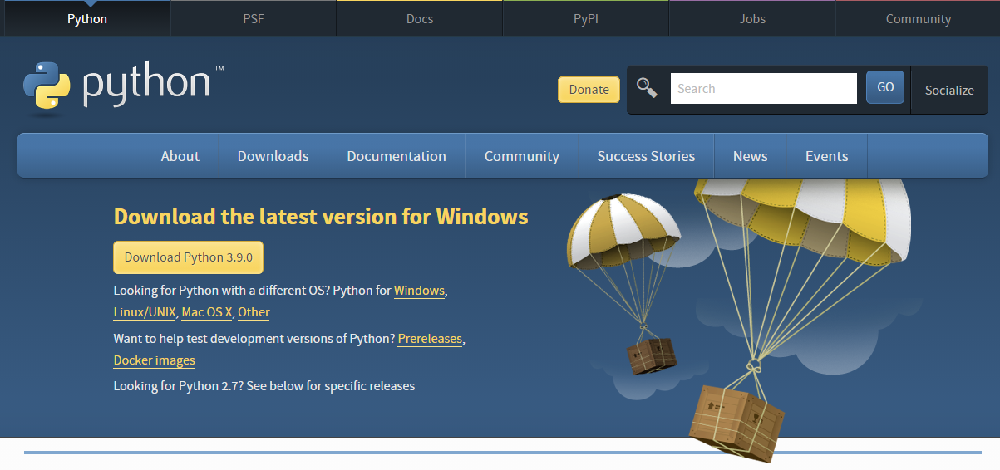 Python PSF Docs PyPI Jobs Community
python™
Donate Search GO Socialize
About Downloads Documentation Community Success Stories News Events
Download the latest version for Windows
Download Python 3.9.0
Looking for Python with a different OS? Python for Windows,
Linux/UNIX, Mac OS X, Other
Want to help test development versions of Python? Prereleases,
Docker images
Looking for Python 2.7? See below for specific releases